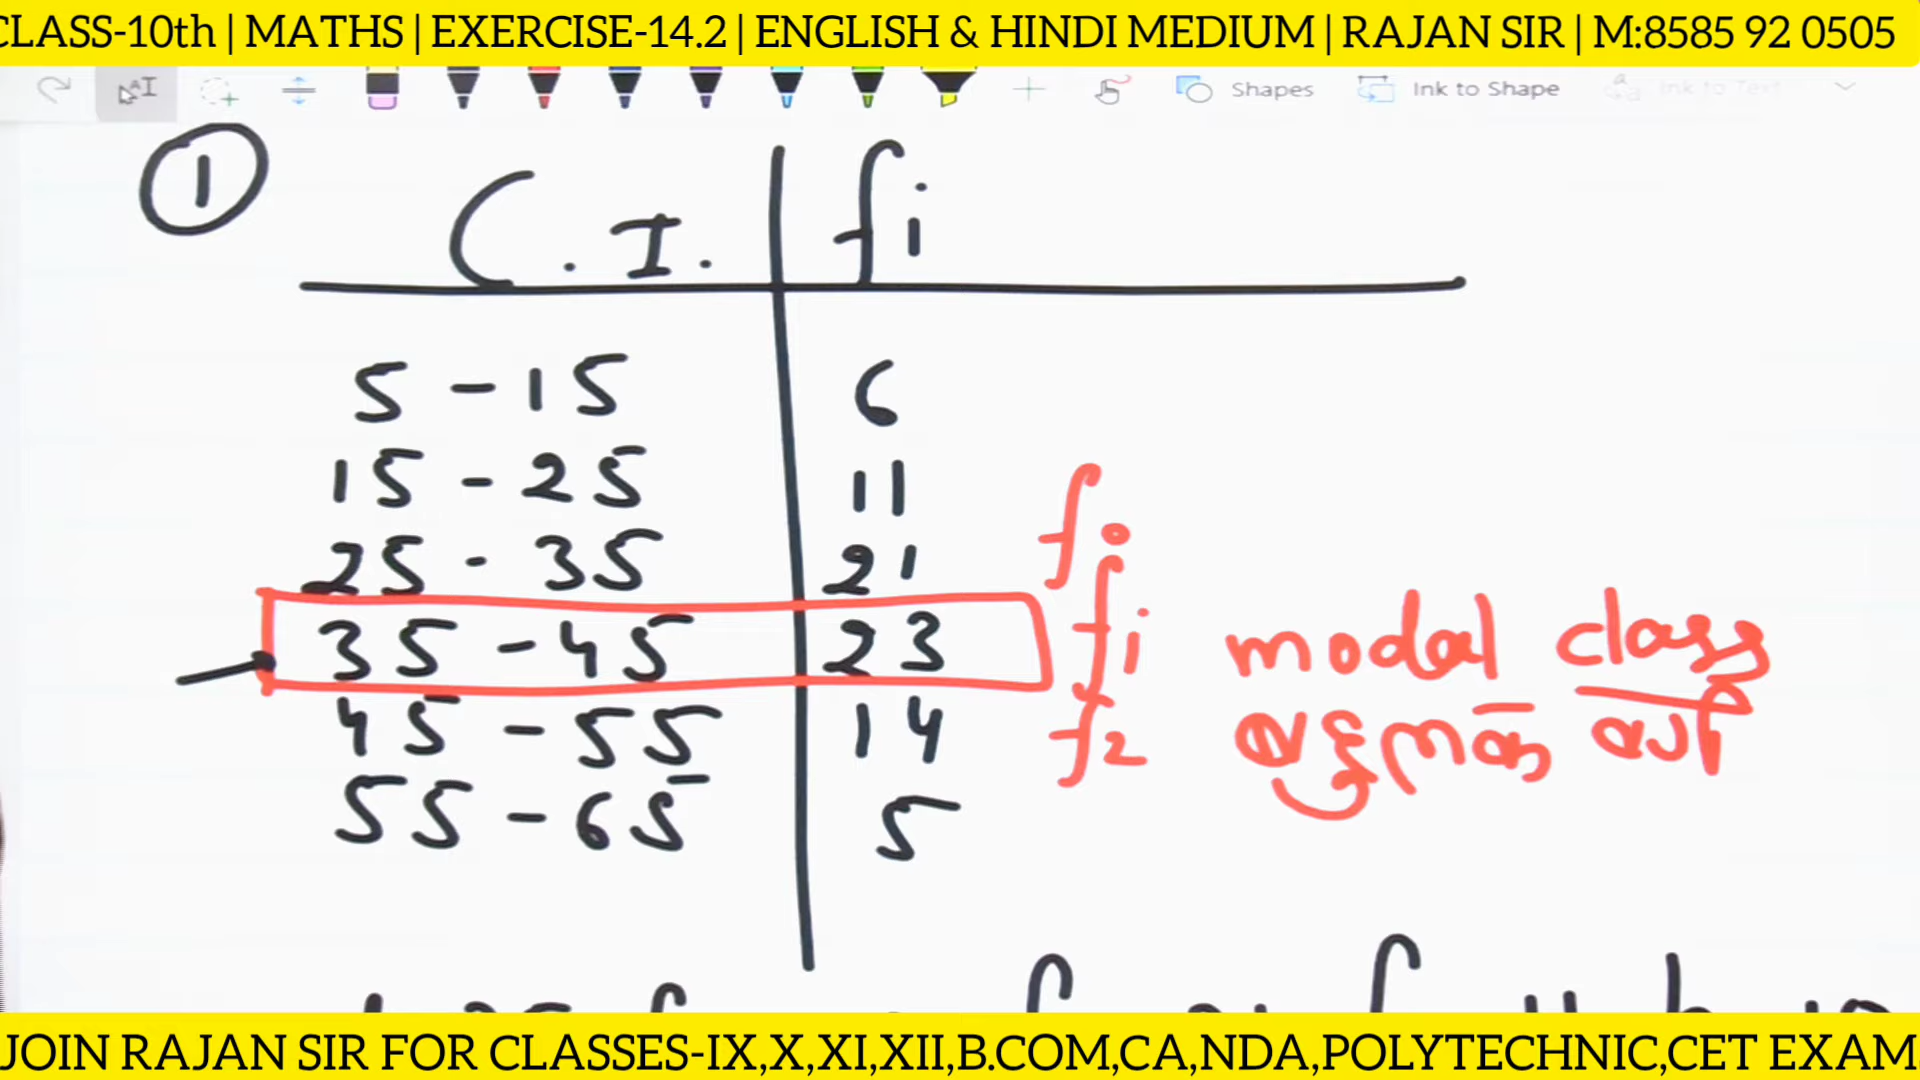 CLASS-10th | MATHS | EXERCISE-14.2 | ENGLISH & HINDI MEDIUM | RAJAN SIR | M:8585 92 0505
Shapes Ink to Shape Ink to Text
1
C.I. fi
5-15 6
15-25 11
25-35 21 f0
35-45 23 f1 modal class
45-55 14 f2 बहुलक वर्ग
55-65 5
JOIN RAJAN SIR FOR CLASSES-IX,X,XI,XII,B.COM,CA,NDA,POLYTECHNIC,CET EXAM